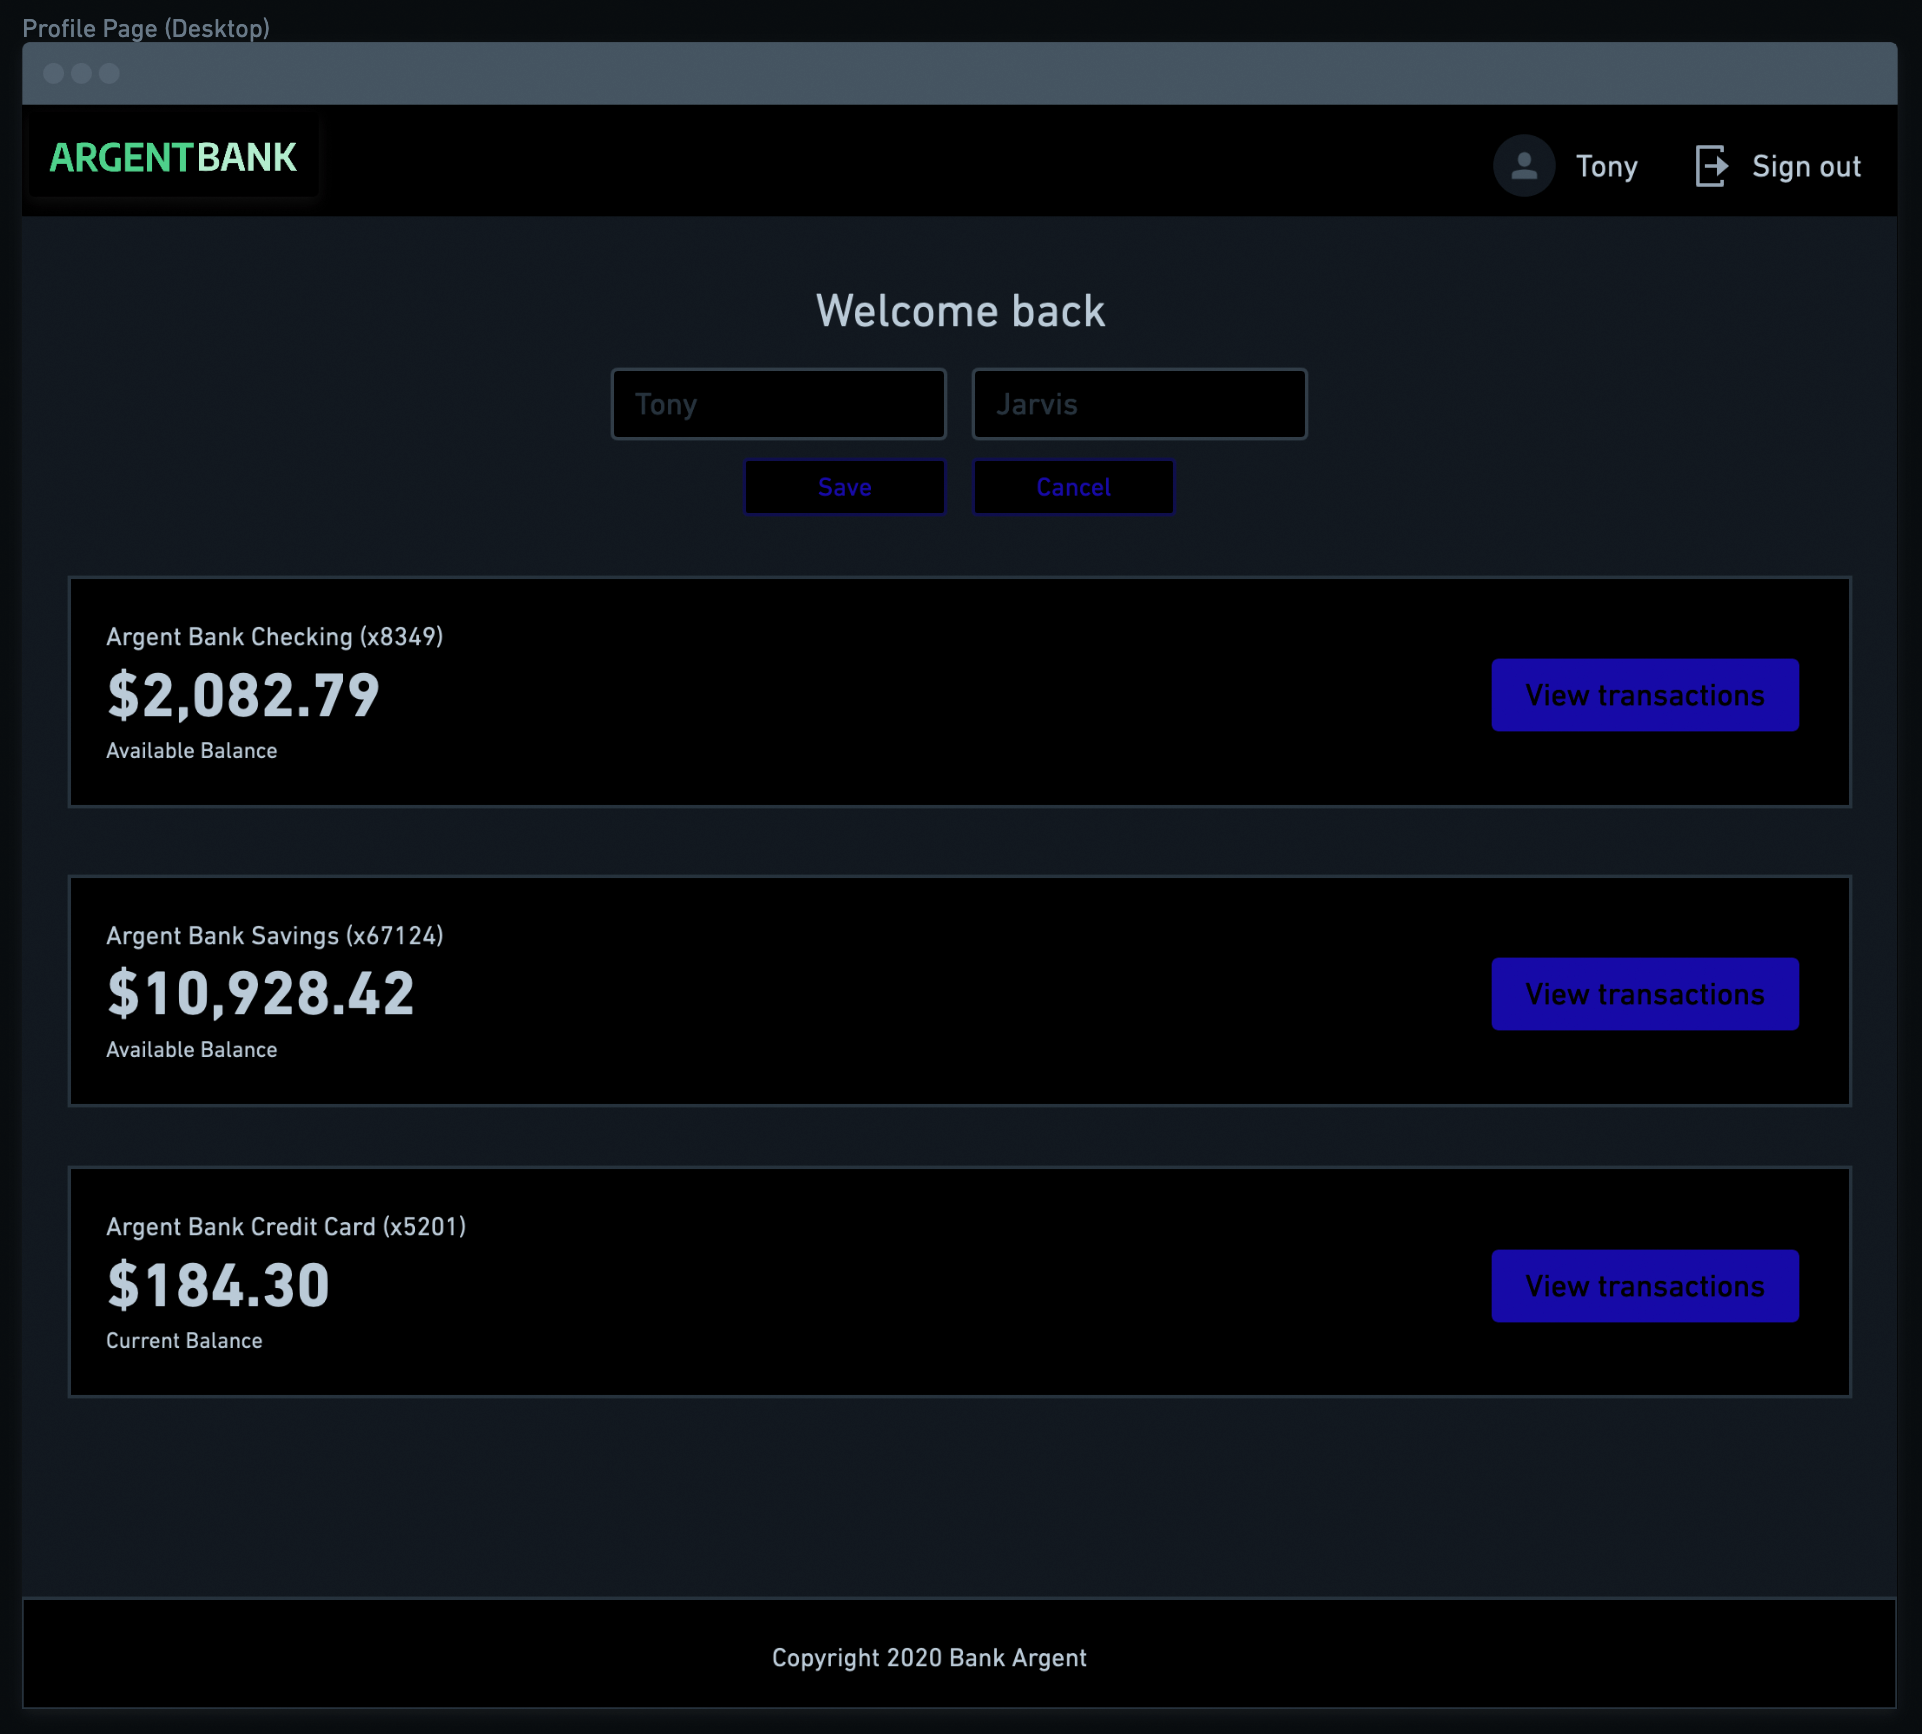 Profile Page (Desktop)
ARGENTBANK
Tony
Sign out
Welcome back
Tony
Jarvis
Save
Cancel
Argent Bank Checking (x8349)
$2,082.79
Available Balance
View transactions
Argent Bank Savings (x67124)
$10,928.42
Available Balance
View transactions
Argent Bank Credit Card (x5201)
$184.30
Current Balance
View transactions
Copyright 2020 Bank Argent